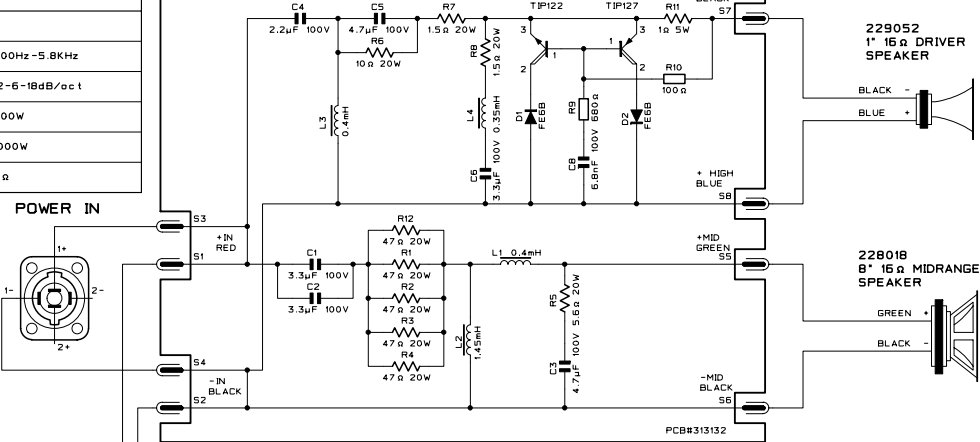 C4
2.2µF 100V
C5
4.7µF 100V
R7
1.5Ω 20W
TIP122
TIP127
R11
1Ω 5W
S7
R6
10Ω 20W
R8
1.5Ω 20W
3
2
1
1
3
2
R10
100Ω
229052
1" 16Ω DRIVER
SPEAKER
00Hz-5.8KHz
2-6-18dB/oct
00W
000W
Ω
L3
0.4mH
L4
0.35mH
D1
FE6B
R9
680Ω
D2
FE6B
C6
3.3µF 100V
C8
6.8nF 100V
BLACK -
BLUE +
+ HIGH
BLUE
S8
POWER IN
S3
+IN
RED
S1
1+
1-
2-
2+
R12
47Ω 20W
R1
47Ω 20W
R2
47Ω 20W
R3
47Ω 20W
R4
47Ω 20W
C1
3.3µF 100V
C2
3.3µF 100V
L1 0.4mH
+MID
GREEN
S5
228018
8" 16Ω MIDRANGE
SPEAKER
R5
5.6Ω 20W
L2
1.45mH
C3
4.7µF 100V
GREEN +
BLACK -
S4
-IN
BLACK
S2
-MID
BLACK
S6
PCB#313132